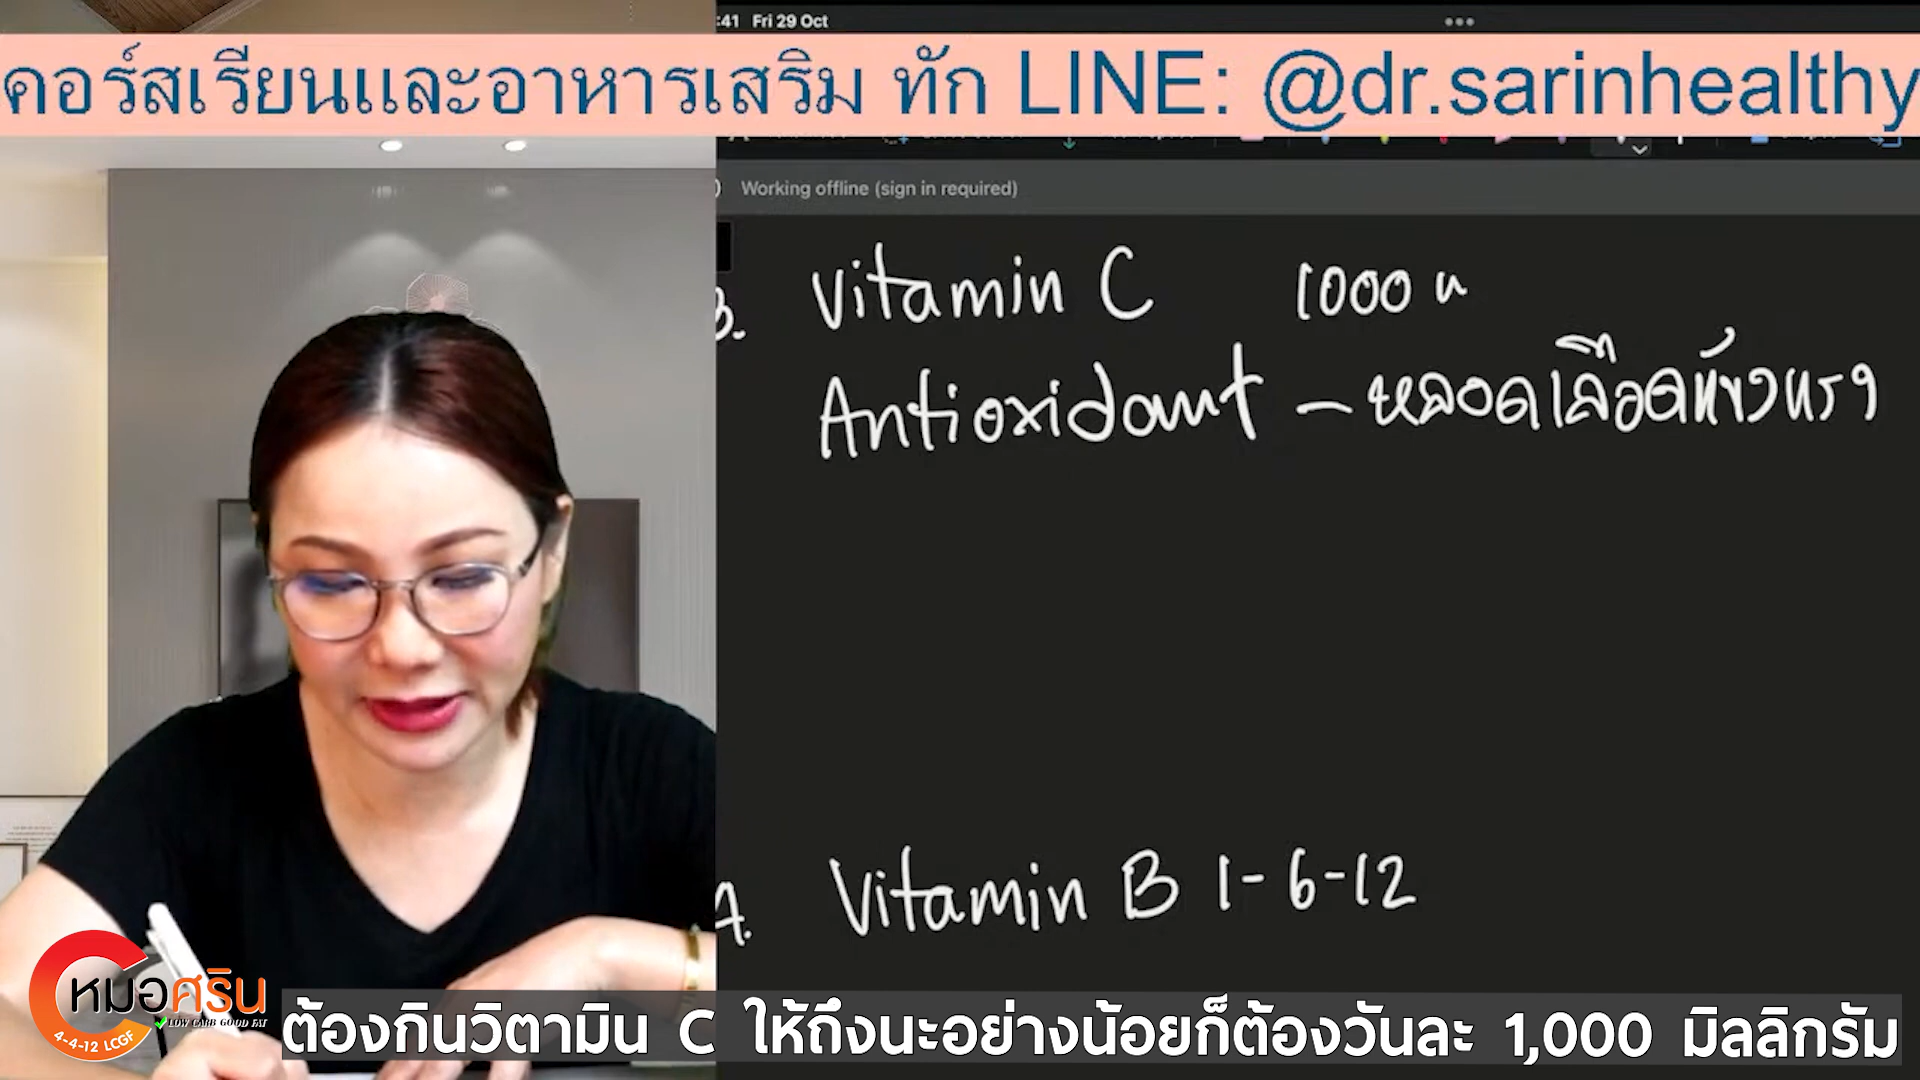 :41 Fri 29 Oct
คอร์สเรียนและอาหารเสริม ทัก LINE: @dr.sarinhealthy
Working offline (sign in required)
3. Vitamin C 1000 u
Antioxidant - หลอดเลือดแข็งแรง
4. Vitamin B 1-6-12
หมอศริน
LOW CARB GOOD FAT
4-4-12 LCGF
ต้องกินวิตามิน C ให้ถึงนะอย่างน้อยก็ต้องวันละ 1,000 มิลลิกรัม